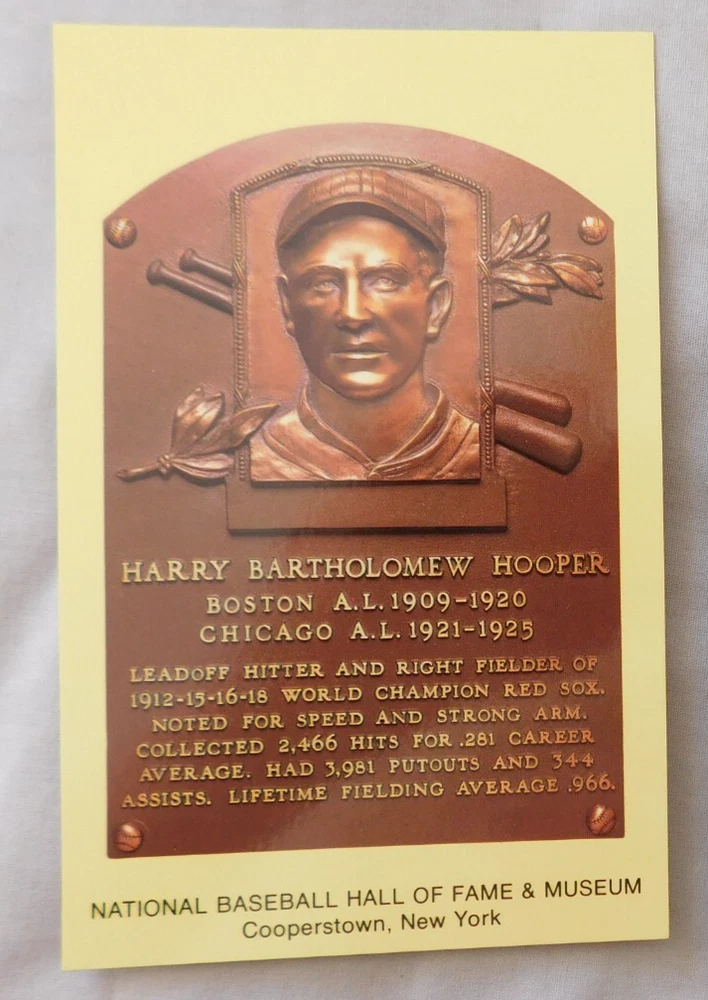 HARRY BARTHOLOMEW HOOPER
BOSTON A.L. 1909-1920
CHICAGO A.L. 1921-1925
LEADOFF HITTER AND RIGHT FIELDER OF
1912-15-16-18 WORLD CHAMPION RED SOX.
NOTED FOR SPEED AND STRONG ARM.
COLLECTED 2,466 HITS FOR .281 CAREER
AVERAGE. HAD 3,981 PUTOUTS AND 344
ASSISTS. LIFETIME FIELDING AVERAGE .966.
NATIONAL BASEBALL HALL OF FAME & MUSEUM
Cooperstown, New York